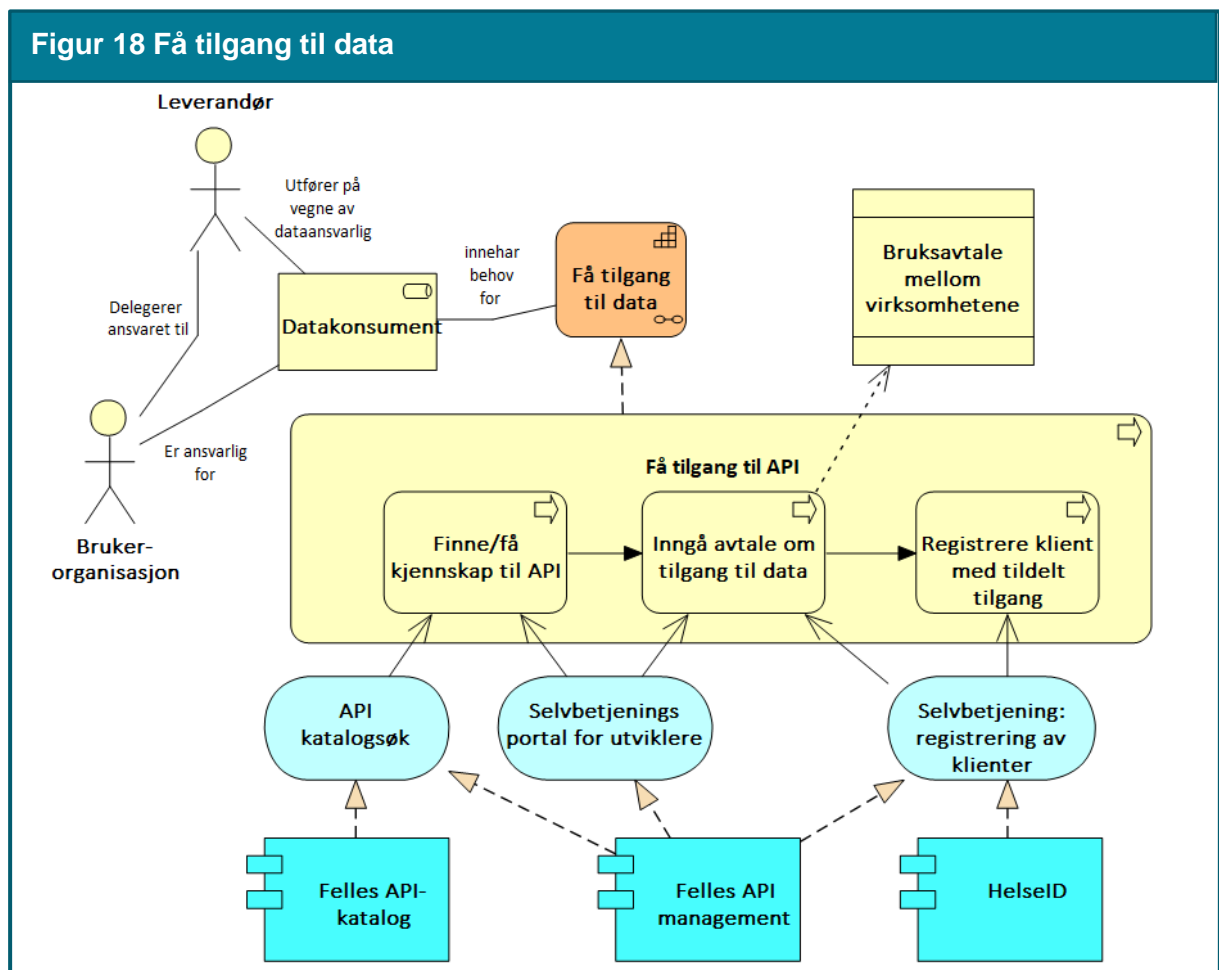 Figur 18 Få tilgang til data
Leverandør
Utfører på
vegne av
dataansvarlig
innehar
behov
for
Få tilgang
til data
Bruksavtale
mellom
virksomhetene
Delegerer
ansvaret til
Datakonsument
Er ansvarlig
for
Bruker-
organisasjon
Få tilgang til API
Finne/få
kjennskap til API
Inngå avtale om
tilgang til data
Registrere klient
med tildelt
tilgang
API
katalogsøk
Selvbetjenings
portal for utviklere
Selvbetjening:
registrering av
klienter
Felles API-
katalog
Felles API
management
HelseID